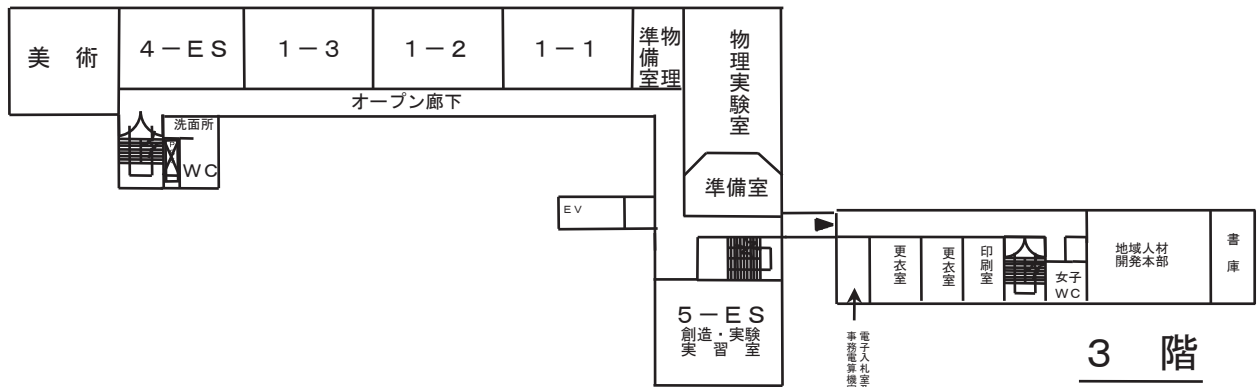 美術
4－ES
1－3
1－2
1－1
物理
準備室
物理実験室
オープン廊下
洗面所
WC
準備室
EV
5－ES
創造・実験
実習室
更衣室
更衣室
印刷室
女子
WC
地域人材
開発本部
書庫
電子入札室
事務電算機
3 階